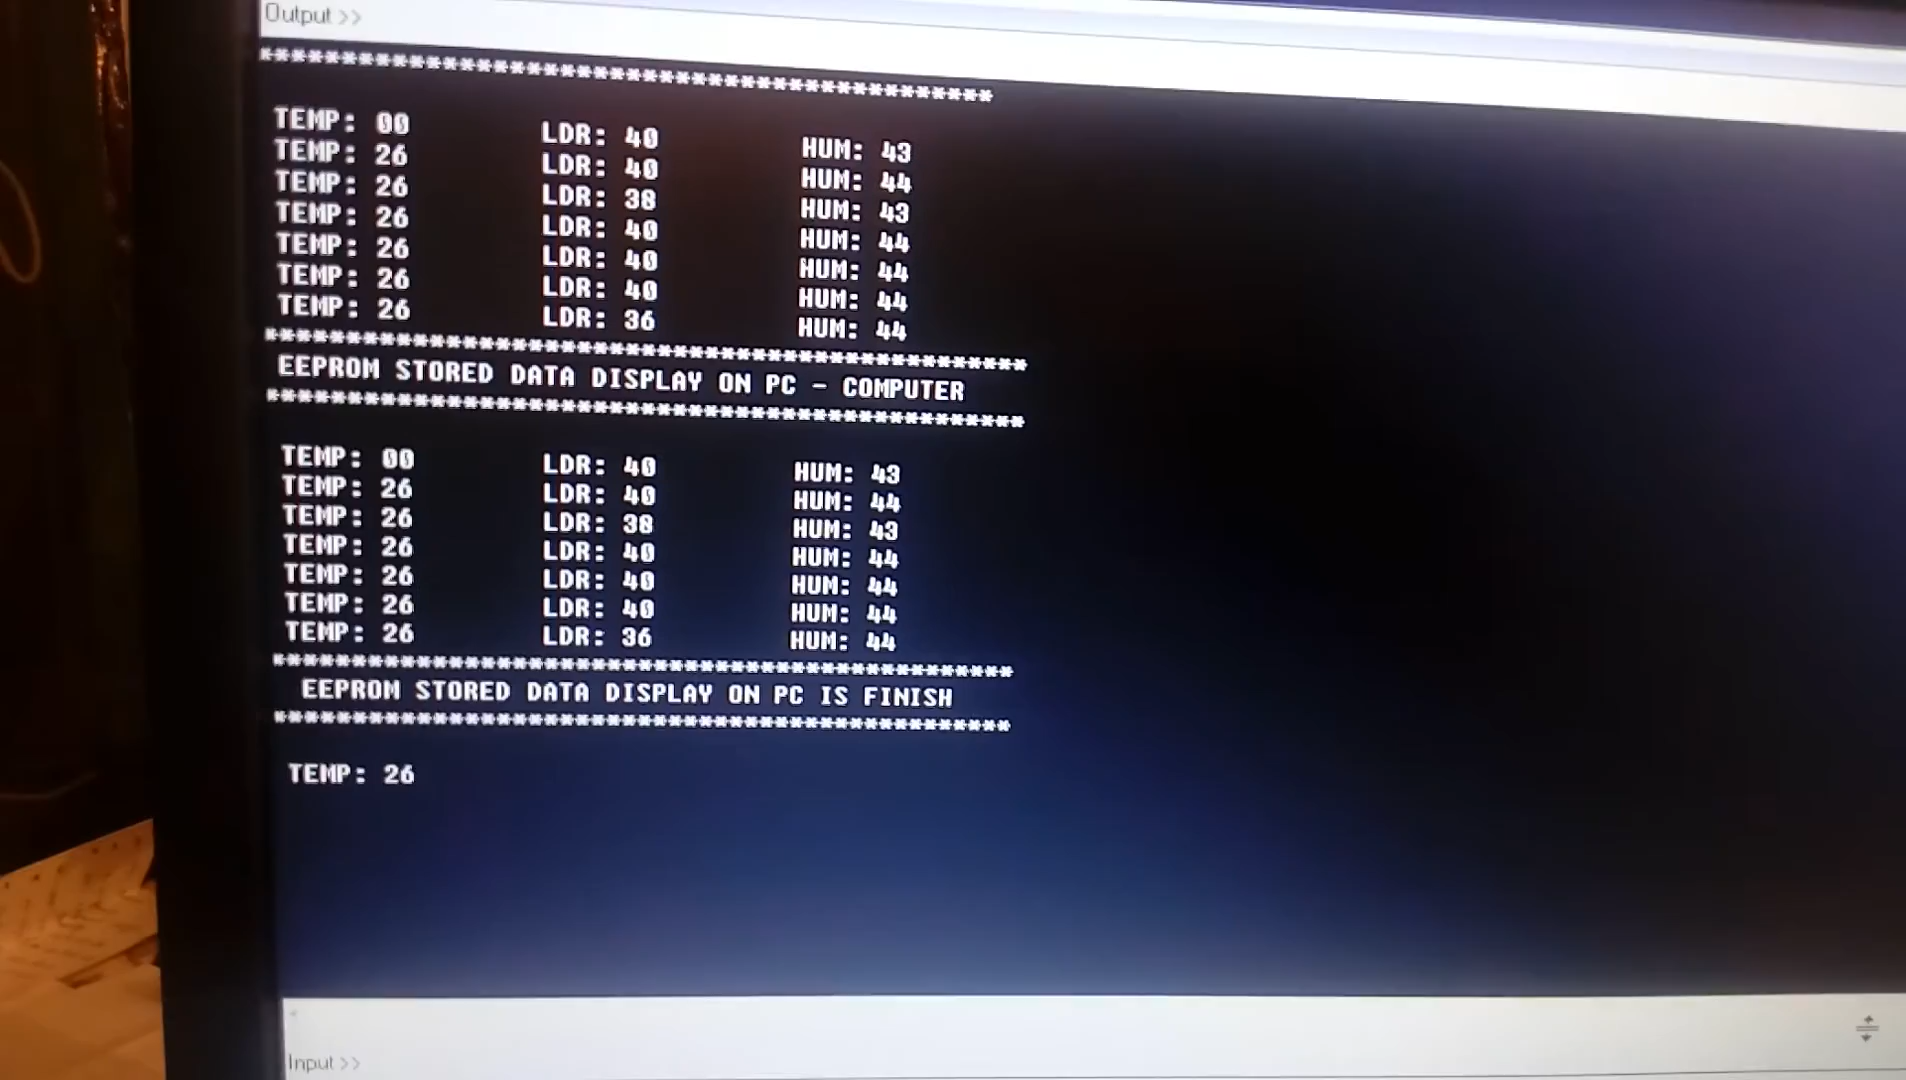 Output >>
***********************************************
TEMP: 00 LDR: 40 HUM: 43
TEMP: 26 LDR: 40 HUM: 44
TEMP: 26 LDR: 38 HUM: 43
TEMP: 26 LDR: 40 HUM: 44
TEMP: 26 LDR: 40 HUM: 44
TEMP: 26 LDR: 40 HUM: 44
TEMP: 26 LDR: 36 HUM: 44
***********************************************
EEPROM STORED DATA DISPLAY ON PC - COMPUTER
***********************************************
TEMP: 00 LDR: 40 HUM: 43
TEMP: 26 LDR: 40 HUM: 44
TEMP: 26 LDR: 38 HUM: 43
TEMP: 26 LDR: 40 HUM: 44
TEMP: 26 LDR: 40 HUM: 44
TEMP: 26 LDR: 40 HUM: 44
TEMP: 26 LDR: 36 HUM: 44
***********************************************
EEPROM STORED DATA DISPLAY ON PC IS FINISH
***********************************************
TEMP: 26
Input >>